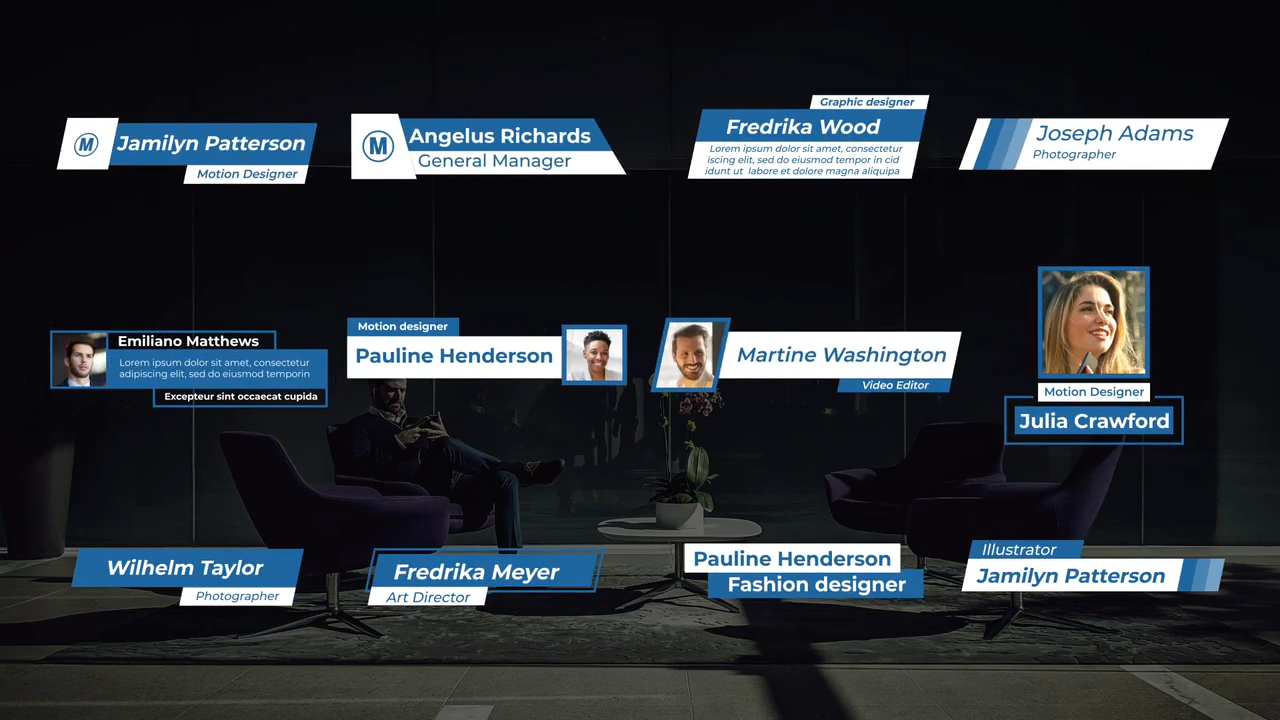 M
Jamilyn Patterson
Motion Designer
M
Angelus Richards
General Manager
Graphic designer
Fredrika Wood
Lorem ipsum dolor sit amet, consectetur
iscing elit, sed do eiusmod tempor in cid
idunt ut labore et dolore magna aliquipa
Joseph Adams
Photographer
Emiliano Matthews
Lorem ipsum dolor sit amet, consectetur
adipiscing elit, sed do eiusmod temporin
Excepteur sint occaecat cupida
Motion designer
Pauline Henderson
Martine Washington
Video Editor
Motion Designer
Julia Crawford
Wilhelm Taylor
Photographer
Fredrika Meyer
Art Director
Pauline Henderson
Fashion designer
Illustrator
Jamilyn Patterson